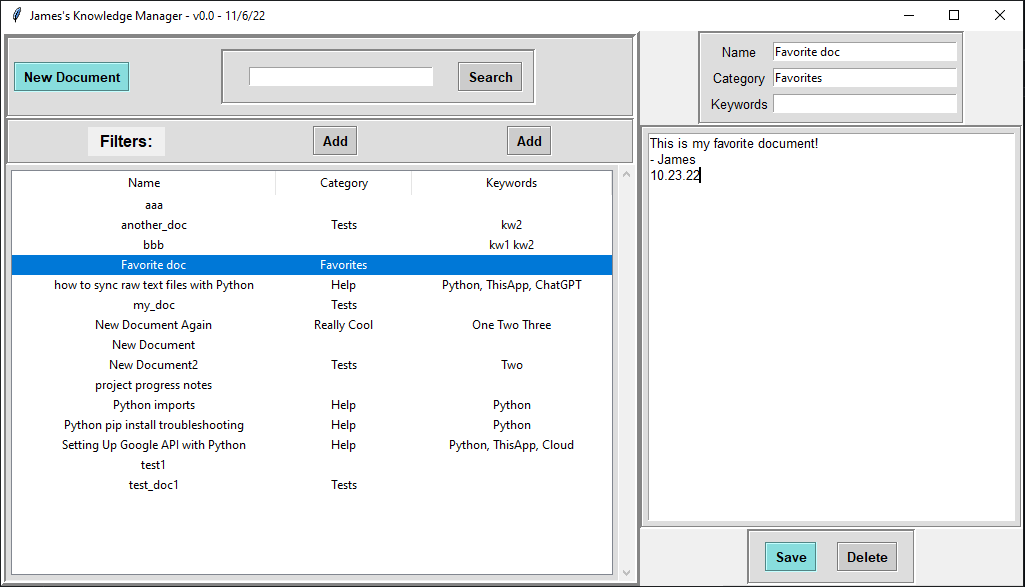 James's Knowledge Manager - v0.0 - 11/6/22
New Document
Search
Filters:
Add
Add
Name Category Keywords
aaa
another_doc Tests kw2
bbb kw1 kw2
Favorite doc Favorites
how to sync raw text files with Python Help Python, ThisApp, ChatGPT
my_doc Tests
New Document Again Really Cool One Two Three
New Document
New Document2 Tests Two
project progress notes
Python imports Help Python
Python pip install troubleshooting Help Python
Setting Up Google API with Python Help Python, ThisApp, Cloud
test1
test_doc1 Tests
Name Favorite doc
Category Favorites
Keywords
This is my favorite document!
- James
10.23.22
Save
Delete